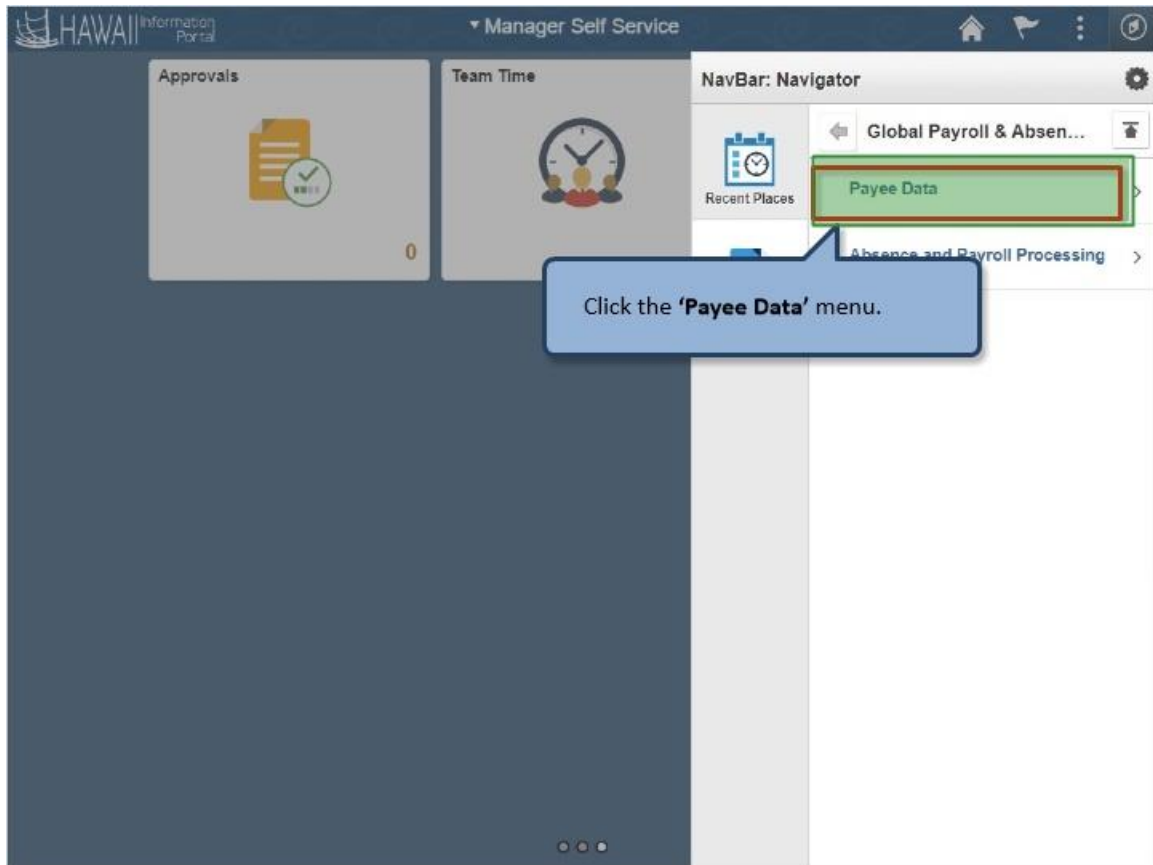 HAWAII Information Portal
Manager Self Service
Approvals
0
Team Time
NavBar: Navigator
Recent Places
Global Payroll & Absen...
Payee Data
Absence and Payroll Processing
Click the 'Payee Data' menu.